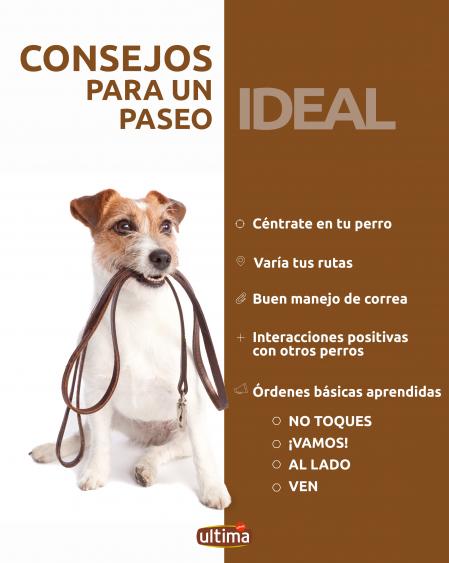 CONSEJOS
PARA UN
PASEO
IDEAL
Céntrate en tu perro
Varía tus rutas
Buen manejo de correa
Interacciones positivas
con otros perros
Órdenes básicas aprendidas
NO TOQUES
¡VAMOS!
AL LADO
VEN
ultima